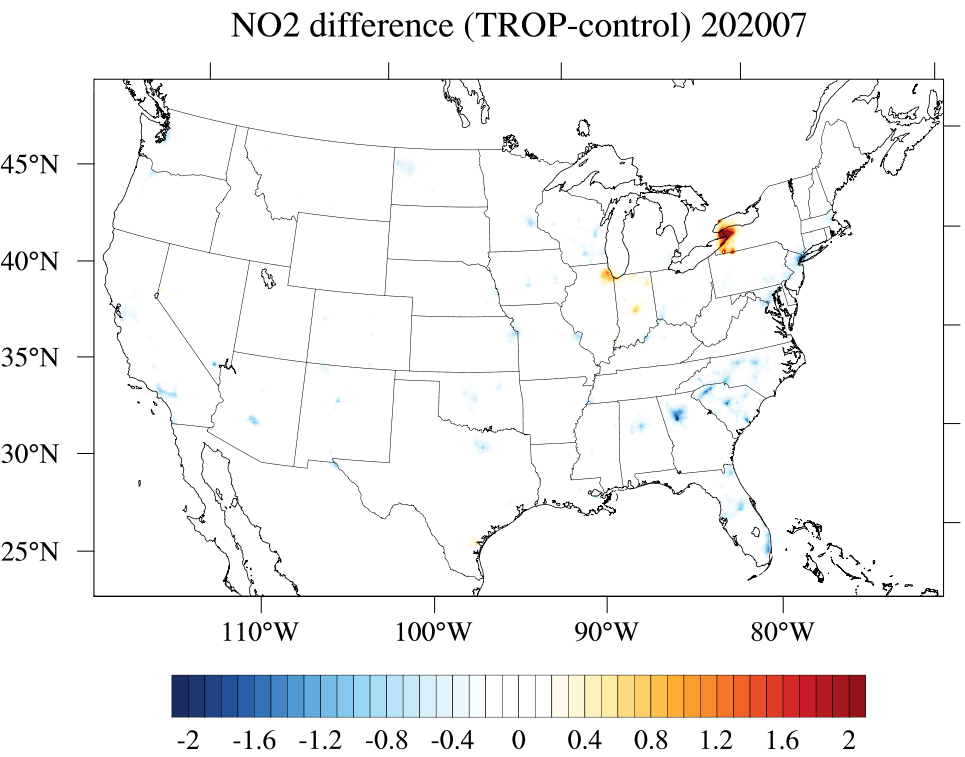 NO2 difference (TROP-control) 202007
45°N
40°N
35°N
30°N
25°N
110°W 100°W 90°W 80°W
-2 -1.6 -1.2 -0.8 -0.4 0 0.4 0.8 1.2 1.6 2